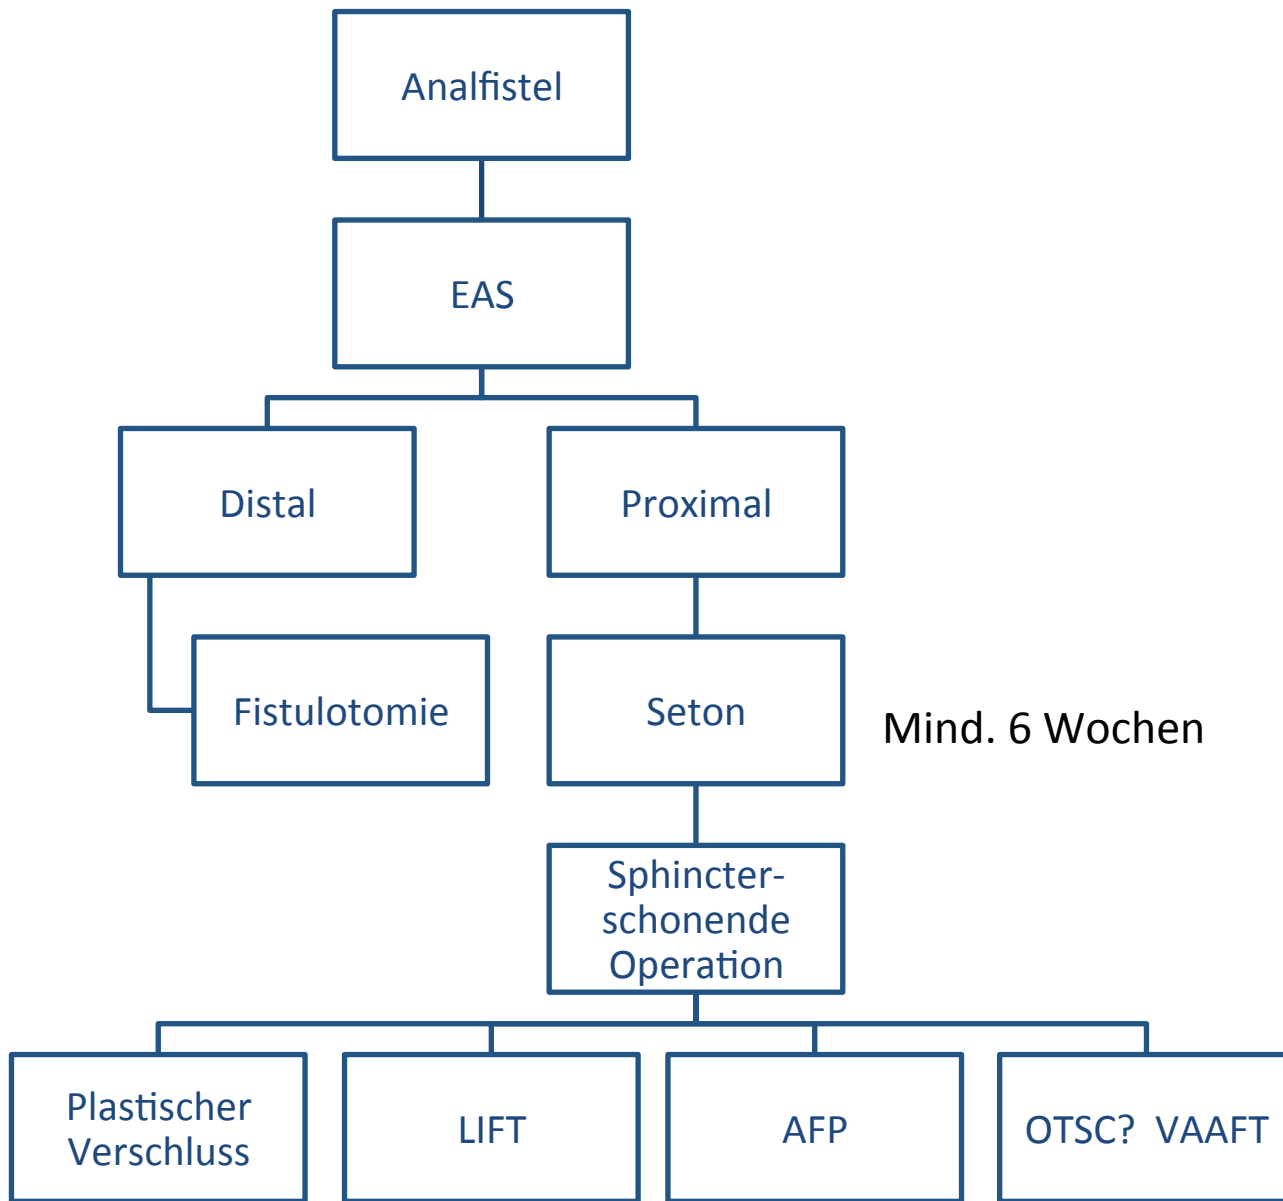 Analfistel
EAS
Distal
Proximal
Fistulotomie
Seton
Mind. 6 Wochen
Sphincter-
schonende
Operation
Plastischer
Verschluss
LIFT
AFP
OTSC? VAAFT